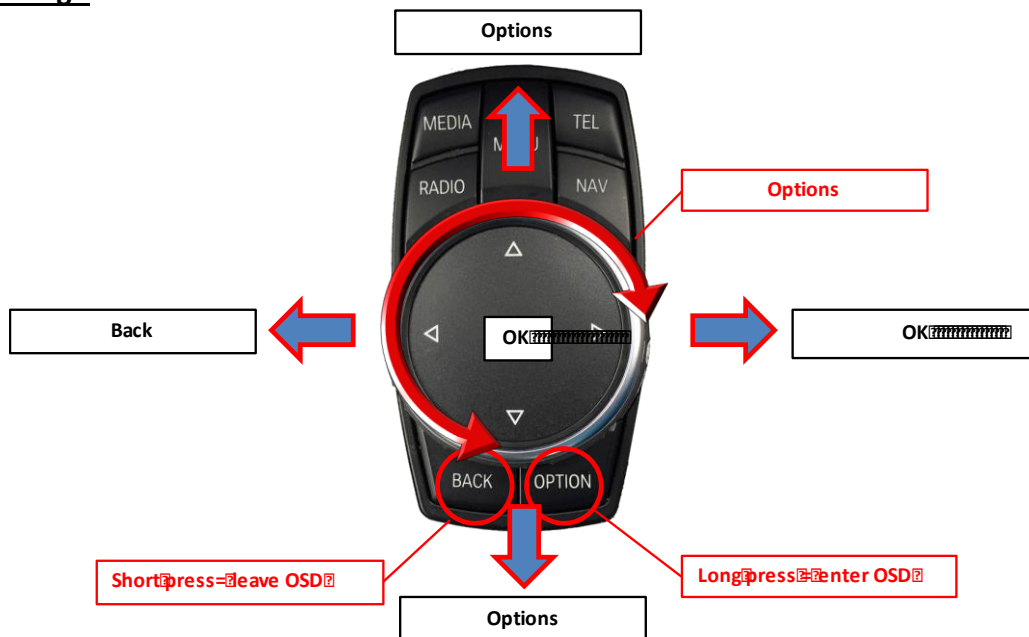 Options
MEDIA
TEL
RADIO
NAV
Options
Back
OK
OK
BACK
OPTION
Short press= leave OSD
Long press = enter OSD
Options